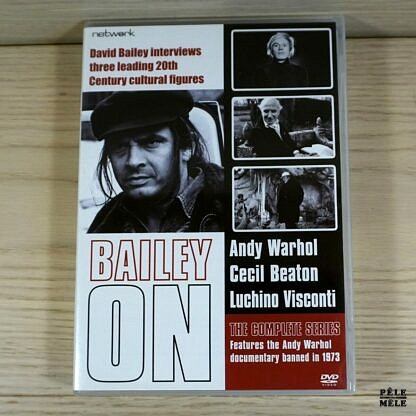 network
David Bailey interviews
three leading 20th
Century cultural figures
BAILEY
ON
Andy Warhol
Cecil Beaton
Luchino Visconti
THE COMPLETE SERIES
Features the Andy Warhol
documentary banned in 1973
DVD
VIDEO
PÊLE
MÊLE